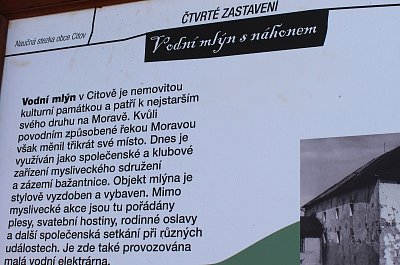 ČTVRTÉ ZASTAVENÍ
Naučná stezka obce Citov
Vodní mlýn s náhonem
Vodní mlýn v Citově je nemovitou
kulturní památkou a patří k nejstarším
svého druhu na Moravě. Kvůli
povodním způsobené řekou Moravou
však měnil třikrát své místo. Dnes je
využíván jako společenské a klubové
zařízení mysliveckého sdružení
a zázemí bažantnice. Objekt mlýna je
stylově vyzdoben a vybaven. Mimo
myslivecké akce jsou tu pořádány
plesy, svatební hostiny, rodinné oslavy
a další společenská setkání při různých
událostech. Je zde také provozována
malá vodní elektrárna.